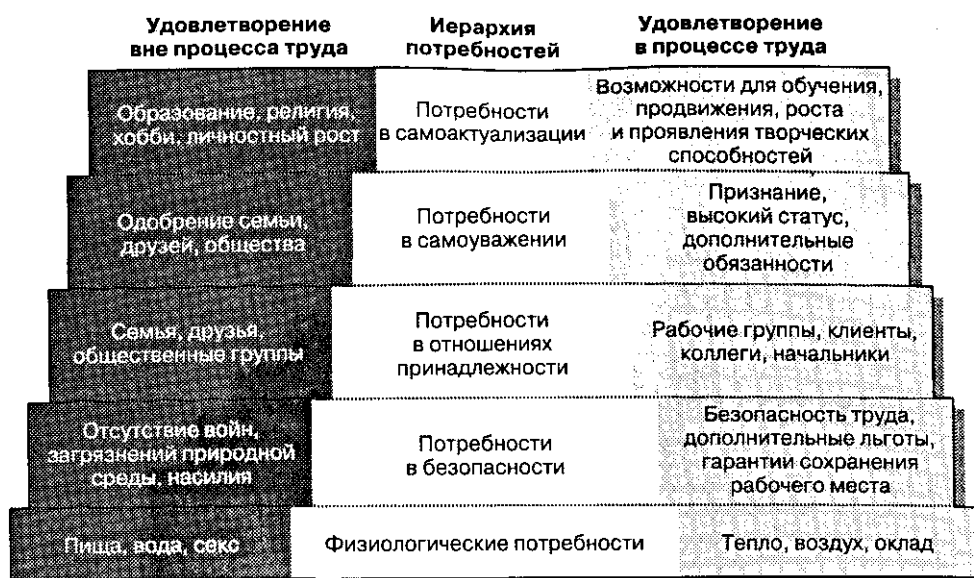 Удовлетворение
вне процесса труда
Иерархия
потребностей
Удовлетворение
в процессе труда
Образование, религия,
хобби, личностный рост
Потребности
в самоактуализации
Возможности для обучения,
продвижения, роста
и проявления творческих
способностей
Одобрение семьи,
друзей, общества
Потребности
в самоуважении
Признание,
высокий статус,
дополнительные
обязанности
Семья, друзья,
общественные группы
Потребности
в отношениях
принадлежности
Рабочие группы, клиенты,
коллеги, начальники
Отсутствие войн,
загрязнений природной
среды, насилия
Потребности
в безопасности
Безопасность труда,
дополнительные льготы,
гарантии сохранения
рабочего места
Пища, вода, секс
Физиологические потребности
Тепло, воздух, оклад